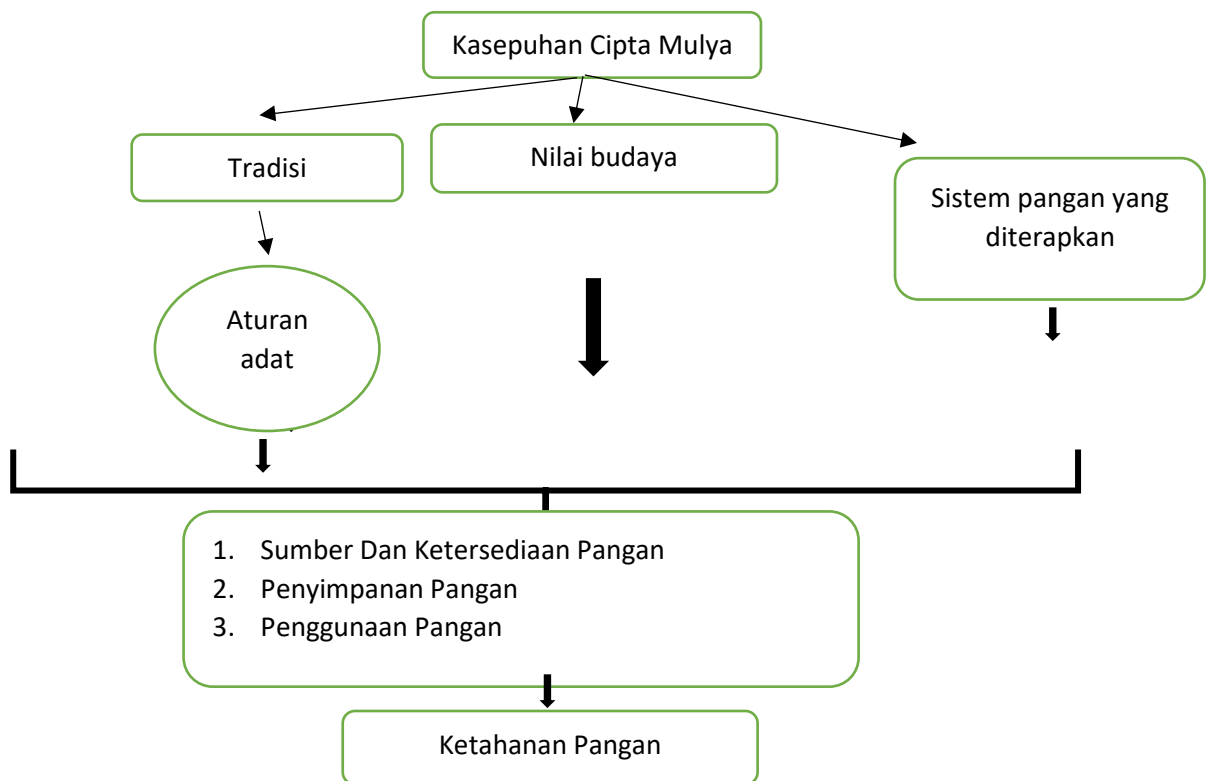 Kasepuhan Cipta Mulya
Tradisi
Nilai budaya
Sistem pangan yang
diterapkan
Aturan
adat
1. Sumber Dan Ketersediaan Pangan
2. Penyimpanan Pangan
3. Penggunaan Pangan
Ketahanan Pangan